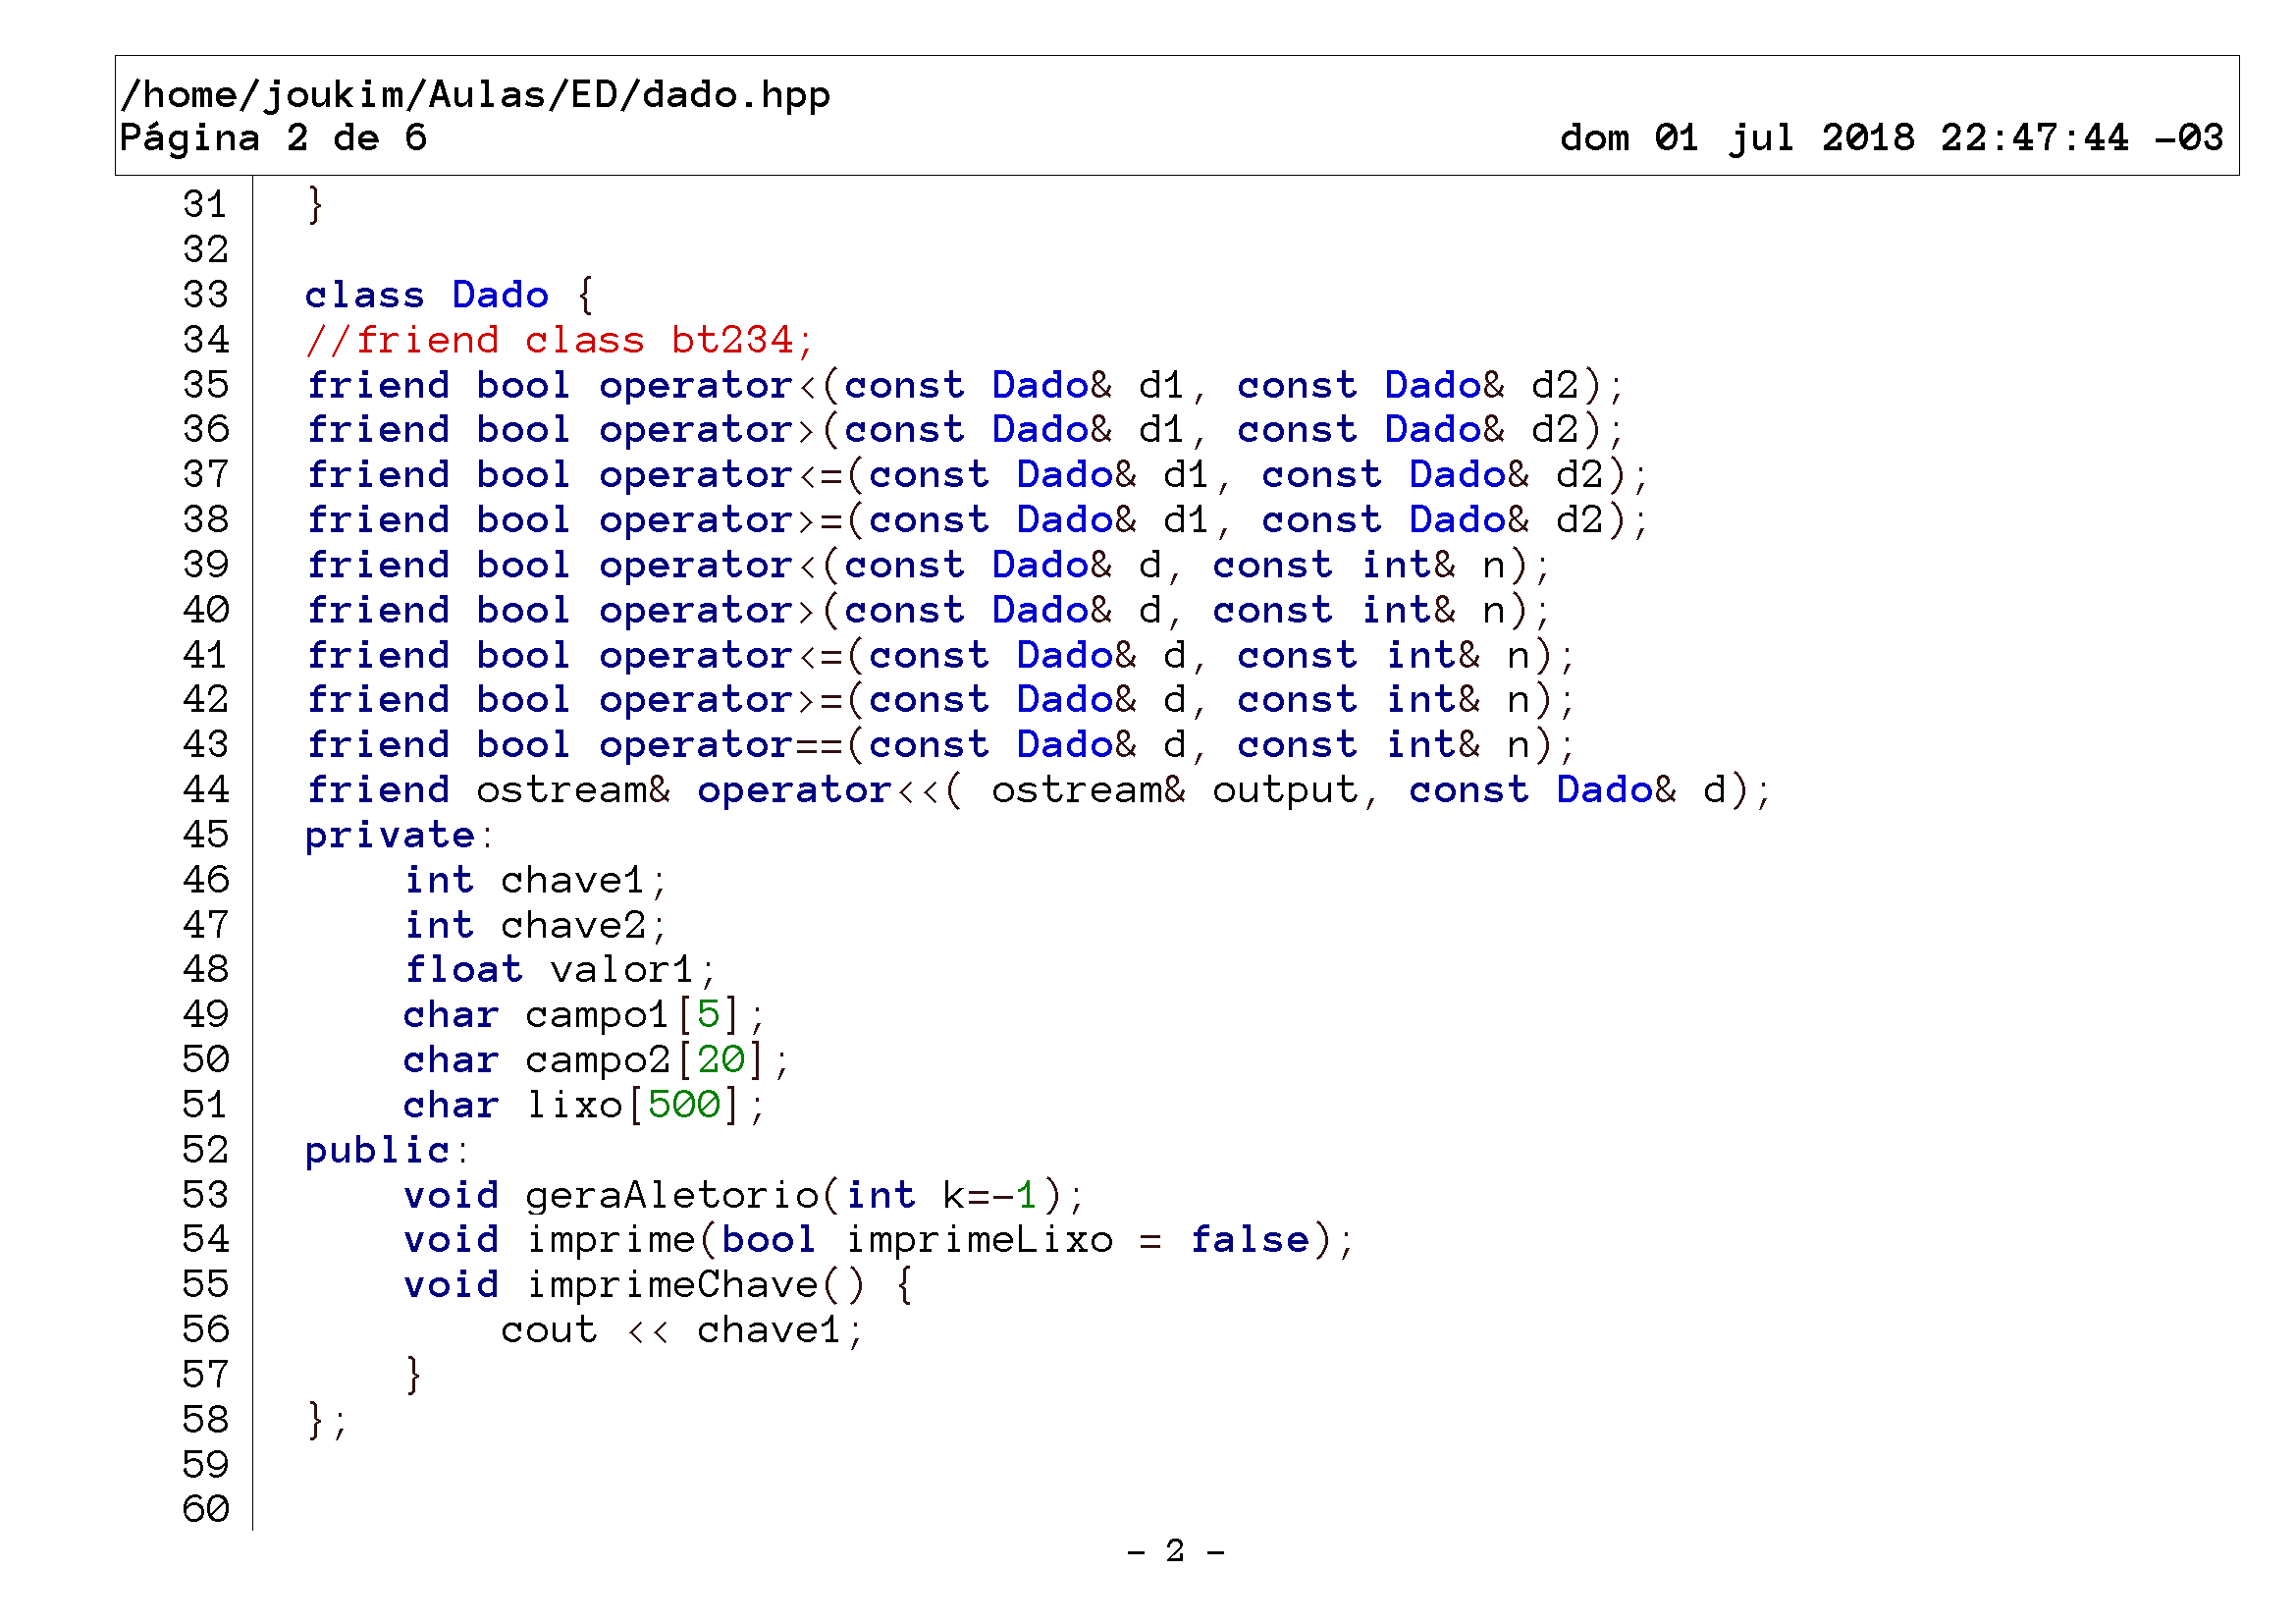 /home/joukim/Aulas/ED/dado.hpp
Página 2 de 6 dom 01 jul 2018 22:47:44 -03
31 }
32
33 class Dado {
34 //friend class bt234;
35 friend bool operator<(const Dado& d1, const Dado& d2);
36 friend bool operator>(const Dado& d1, const Dado& d2);
37 friend bool operator<=(const Dado& d1, const Dado& d2);
38 friend bool operator>=(const Dado& d1, const Dado& d2);
39 friend bool operator<(const Dado& d, const int& n);
40 friend bool operator>(const Dado& d, const int& n);
41 friend bool operator<=(const Dado& d, const int& n);
42 friend bool operator>=(const Dado& d, const int& n);
43 friend bool operator==(const Dado& d, const int& n);
44 friend ostream& operator<<( ostream& output, const Dado& d);
45 private:
46     int chave1;
47     int chave2;
48     float valor1;
49     char campo1[5];
50     char campo2[20];
51     char lixo[500];
52 public:
53     void geraAletorio(int k=-1);
54     void imprime(bool imprimeLixo = false);
55     void imprimeChave() {
56         cout << chave1;
57     }
58 };
59
60
- 2 -